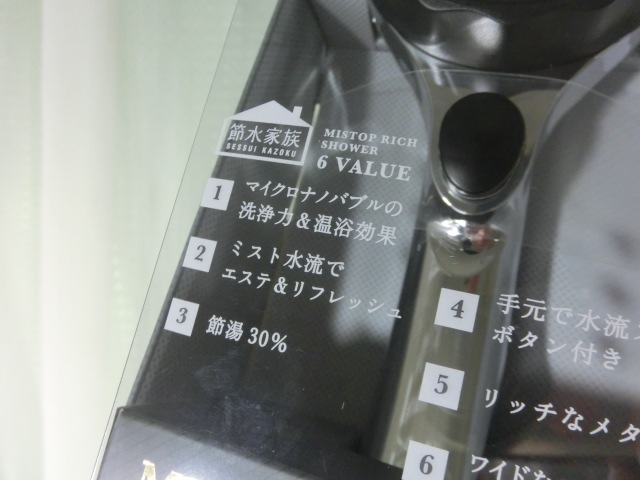 節水家族
SESSUI KAZOKU
MISTOP RICH
SHOWER
6 VALUE
1 マイクロナノバブルの
洗浄力&温浴効果
2 ミスト水流で
エステ&リフレッシュ
3 節湯30%
4 手元で水流
ボタン付き
5 リッチなメタ
6 ワイドな